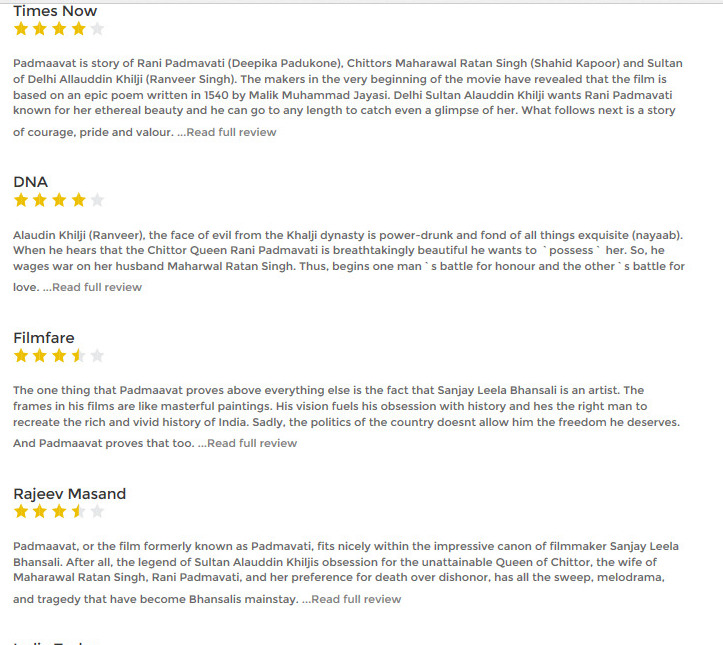 Times Now
Padmaavat is story of Rani Padmavati (Deepika Padukone), Chittors Maharawal Ratan Singh (Shahid Kapoor) and Sultan
of Delhi Allauddin Khilji (Ranveer Singh). The makers in the very beginning of the movie have revealed that the film is
based on an epic poem written in 1540 by Malik Muhammad Jayasi. Delhi Sultan Alauddin Khilji wants Rani Padmavati
known for her ethereal beauty and he can go to any length to catch even a glimpse of her. What follows next is a story
of courage, pride and valour. ...Read full review
DNA
Alaudin Khilji (Ranveer), the face of evil from the Khalji dynasty is power-drunk and fond of all things exquisite (nayaab).
When he hears that the Chittor Queen Rani Padmavati is breathtakingly beautiful he wants to `possess` her. So, he
wages war on her husband Maharwal Ratan Singh. Thus, begins one man`s battle for honour and the other`s battle for
love. ...Read full review
Filmfare
The one thing that Padmaavat proves above everything else is the fact that Sanjay Leela Bhansali is an artist. The
frames in his films are like masterful paintings. His vision fuels his obsession with history and hes the right man to
recreate the rich and vivid history of India. Sadly, the politics of the country doesnt allow him the freedom he deserves.
And Padmaavat proves that too. ...Read full review
Rajeev Masand
Padmaavat, or the film formerly known as Padmavati, fits nicely within the impressive canon of filmmaker Sanjay Leela
Bhansali. After all, the legend of Sultan Alauddin Khiljis obsession for the unattainable Queen of Chittor, the wife of
Maharawal Ratan Singh, Rani Padmavati, and her preference for death over dishonor, has all the sweep, melodrama,
and tragedy that have become Bhansalis mainstay. ...Read full review